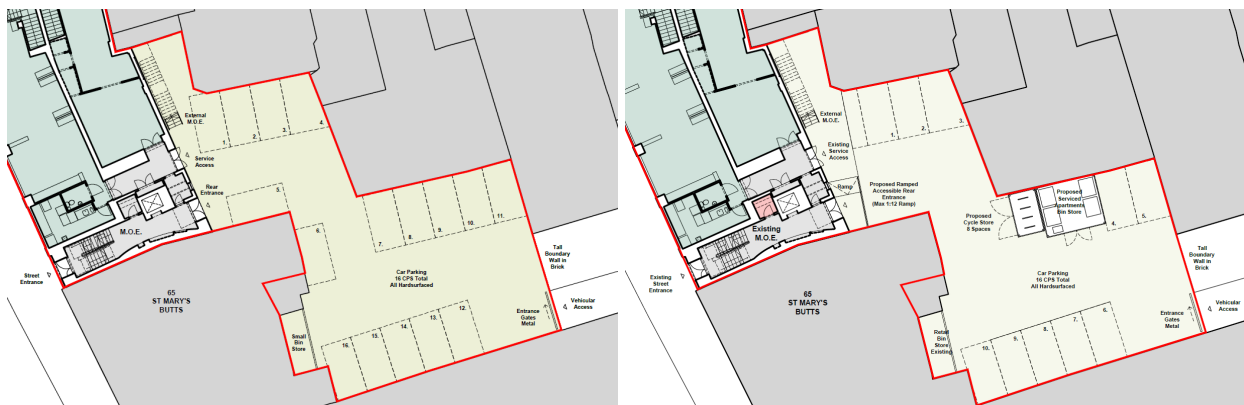 External
M.O.E.
1.
2.
3.
4.
Service
Access
Rear
Entrance
5.
M.O.E.
6.
7.
8.
9.
10.
11.
Street
Entrance
65
ST MARY'S
BUTTS
Car Parking
16 CPS Total
All Hardsurfaced
Tall
Boundary
Wall in
Brick
Vehicular
Access
Entrance
Gates
Metal
Small
Bin
Store
16.
15.
14.
13.
12.
External
M.O.E.
1.
2.
3.
Existing
Service
Access
Ramp
Proposed Ramped
Accessible Rear
Entrance
(Max 1:12 Ramp)
Existing
M.O.E.
Proposed
Cycle Store
8 Spaces
Proposed
Serviced
Apartments
Bin Store
4.
5.
Existing
Street
Entrance
65
ST MARY'S
BUTTS
Car Parking
16 CPS Total
All Hardsurfaced
Tall
Boundary
Wall in
Brick
Vehicular
Access
Entrance
Gates
Metal
Retail
Bin
Store
Existing
10.
9.
8.
7.
6.